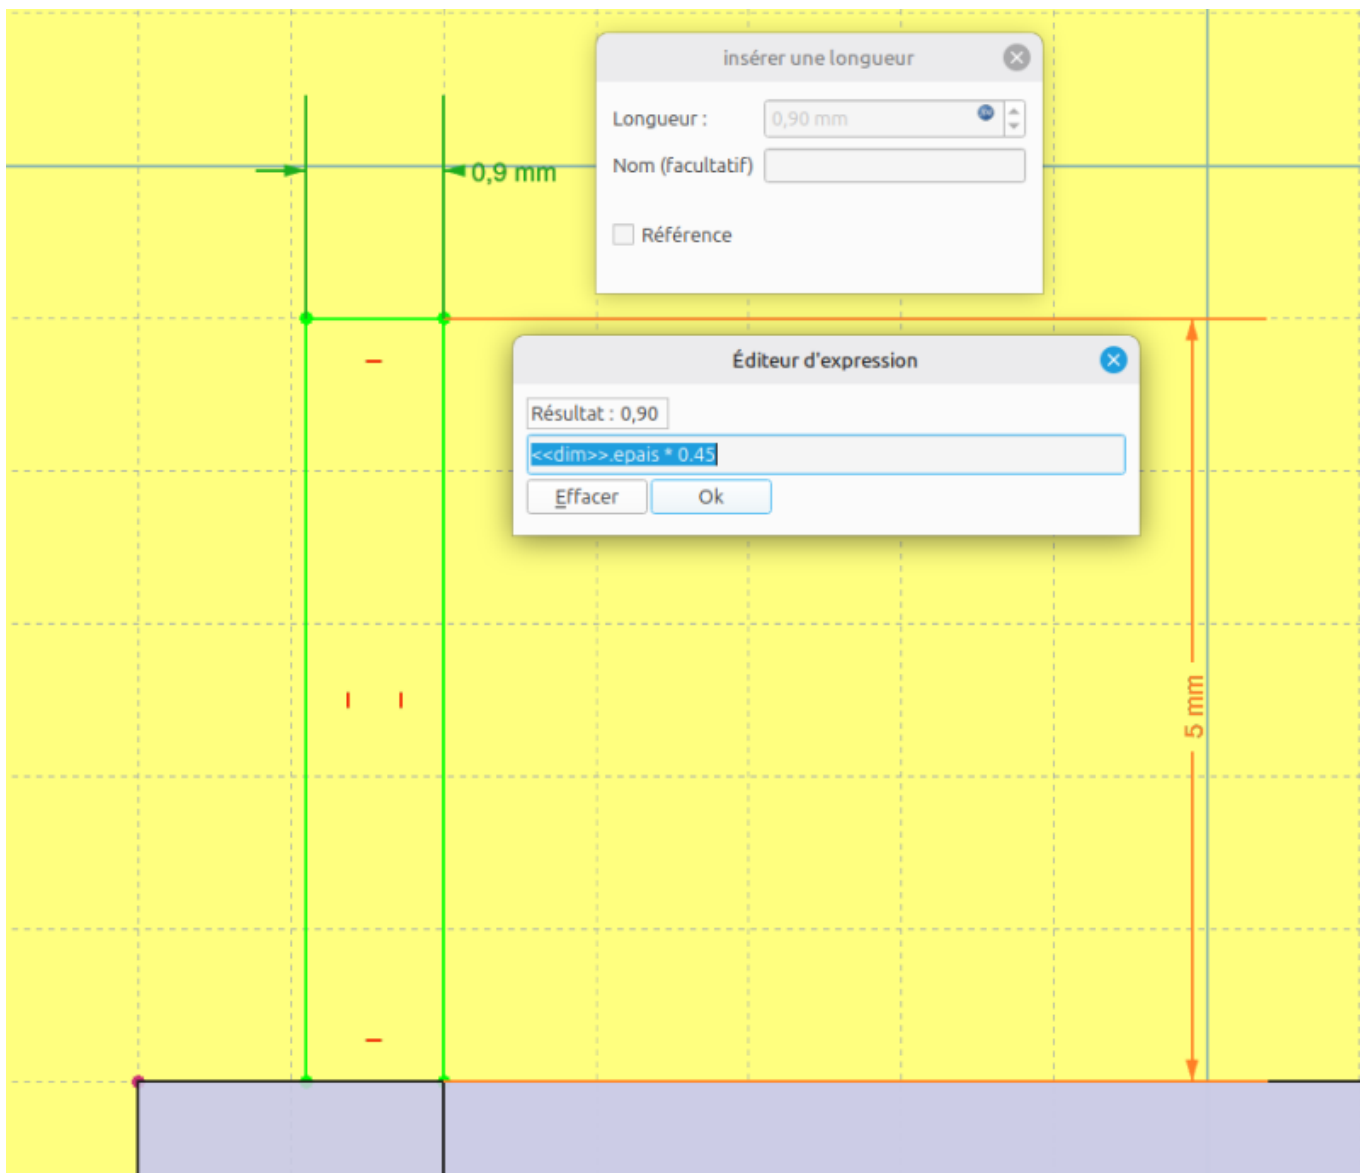 insérer une longueur
Longueur : 0,90 mm
Nom (facultatif)
Référence
0,9 mm
Éditeur d'expression
Résultat : 0,90
<<dim>>.epais * 0.45
Effacer Ok
5 mm